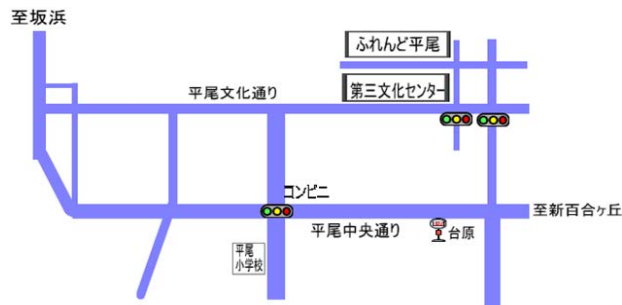 至坂浜
ふれんど平尾
平尾文化通り
第三文化センター
コンビニ
至新百合ヶ丘
平尾中央通り
台原
平尾
小学校